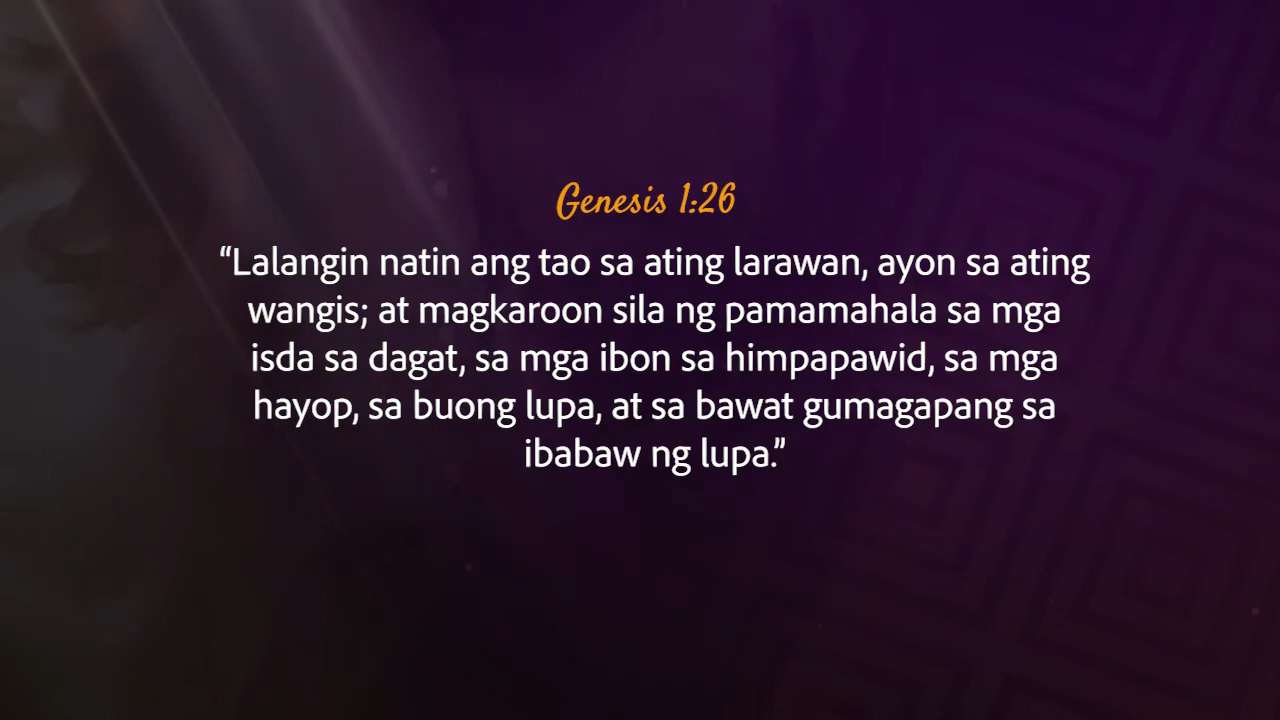 Genesis 1:26
“Lalangin natin ang tao sa ating larawan, ayon sa ating
wangis; at magkaroon sila ng pamamahala sa mga
isda sa dagat, sa mga ibon sa himpapawid, sa mga
hayop, sa buong lupa, at sa bawat gumagapang sa
ibabaw ng lupa.”